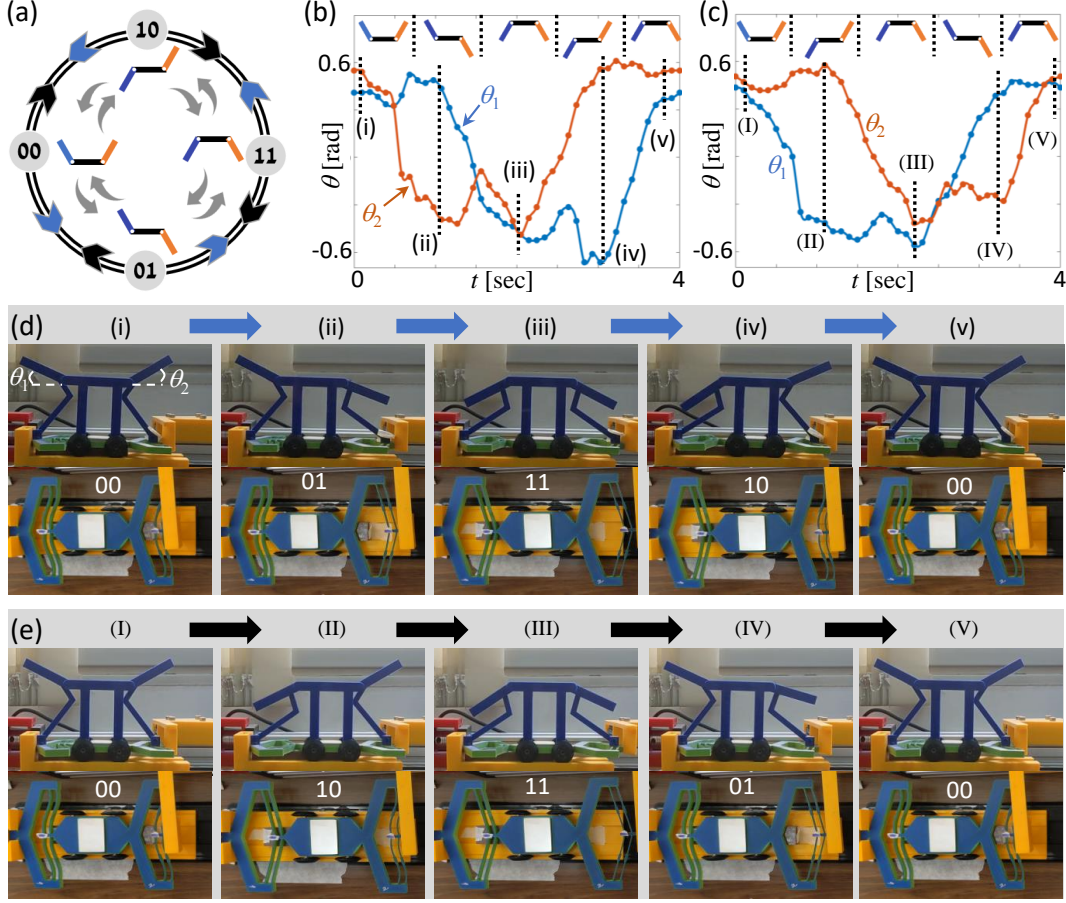 (a)
10
00
11
01
(b)
0.6
θ [rad]
-0.6
θ₁
θ₂
(i)
(ii)
(iii)
(iv)
(v)
0
t [sec]
4
(c)
0.6
θ [rad]
-0.6
θ₁
θ₂
(I)
(II)
(III)
(IV)
(V)
0
t [sec]
4
(d) (i) (ii) (iii) (iv) (v)
θ₁ θ₂
00 01 11 10 00
(e) (I) (II) (III) (IV) (V)
00 10 11 01 00